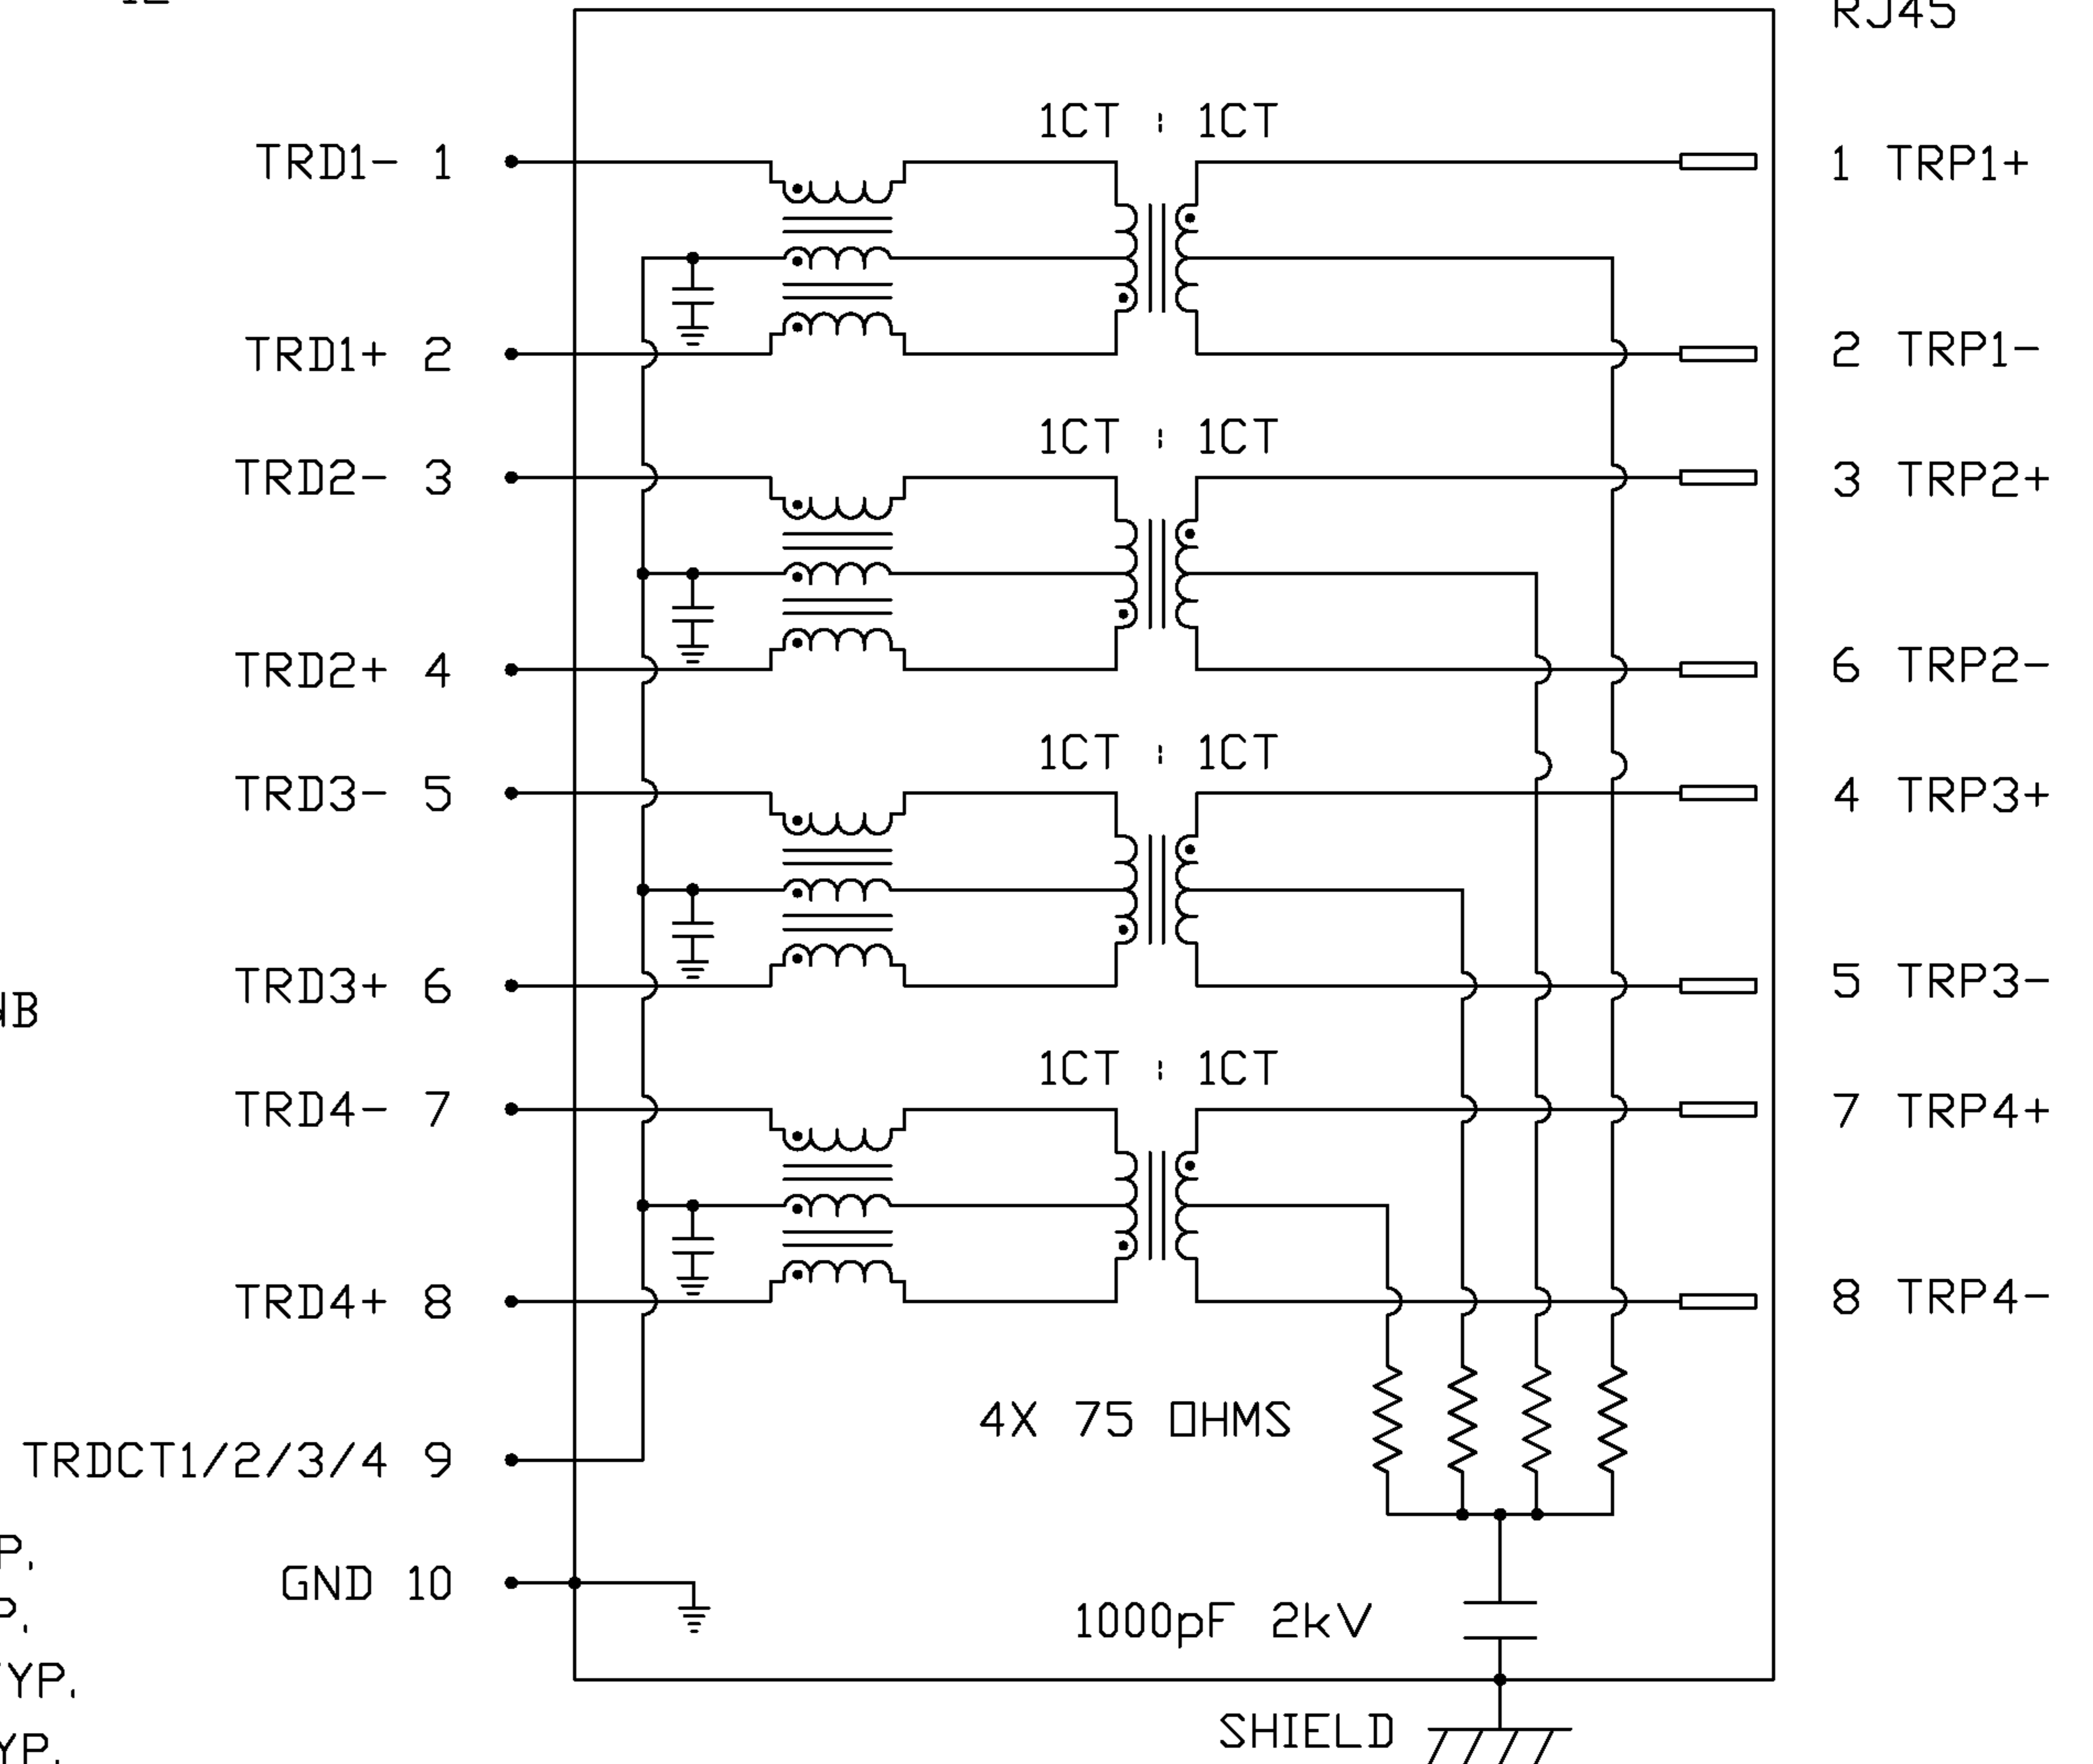 RJ45
1CT : 1CT
TRD1- 1
1 TRP1+
TRD1+ 2
2 TRP1-
1CT : 1CT
TRD2- 3
3 TRP2+
TRD2+ 4
6 TRP2-
1CT : 1CT
TRD3- 5
4 TRP3+
TRD3+ 6
5 TRP3-
1CT : 1CT
TRD4- 7
7 TRP4+
TRD4+ 8
8 TRP4-
4X 75 OHMS
TRDCT1/2/3/4 9
P.
GND 10
P.
1000pF 2kV
YP.
SHIELD
YP.